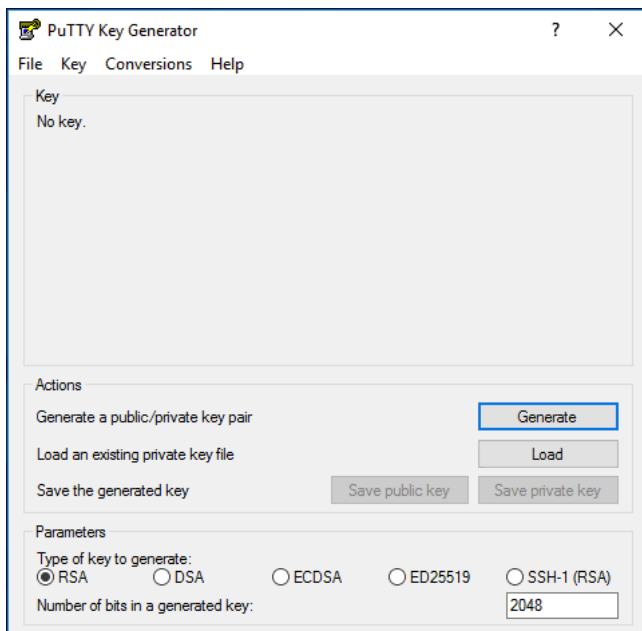 PuTTY Key Generator ?
File Key Conversions Help
Key
No key.
Actions
Generate a public/private key pair Generate
Load an existing private key file Load
Save the generated key Save public key Save private key
Parameters
Type of key to generate:
RSA DSA ECDSA ED25519 SSH-1 (RSA)
Number of bits in a generated key: 2048